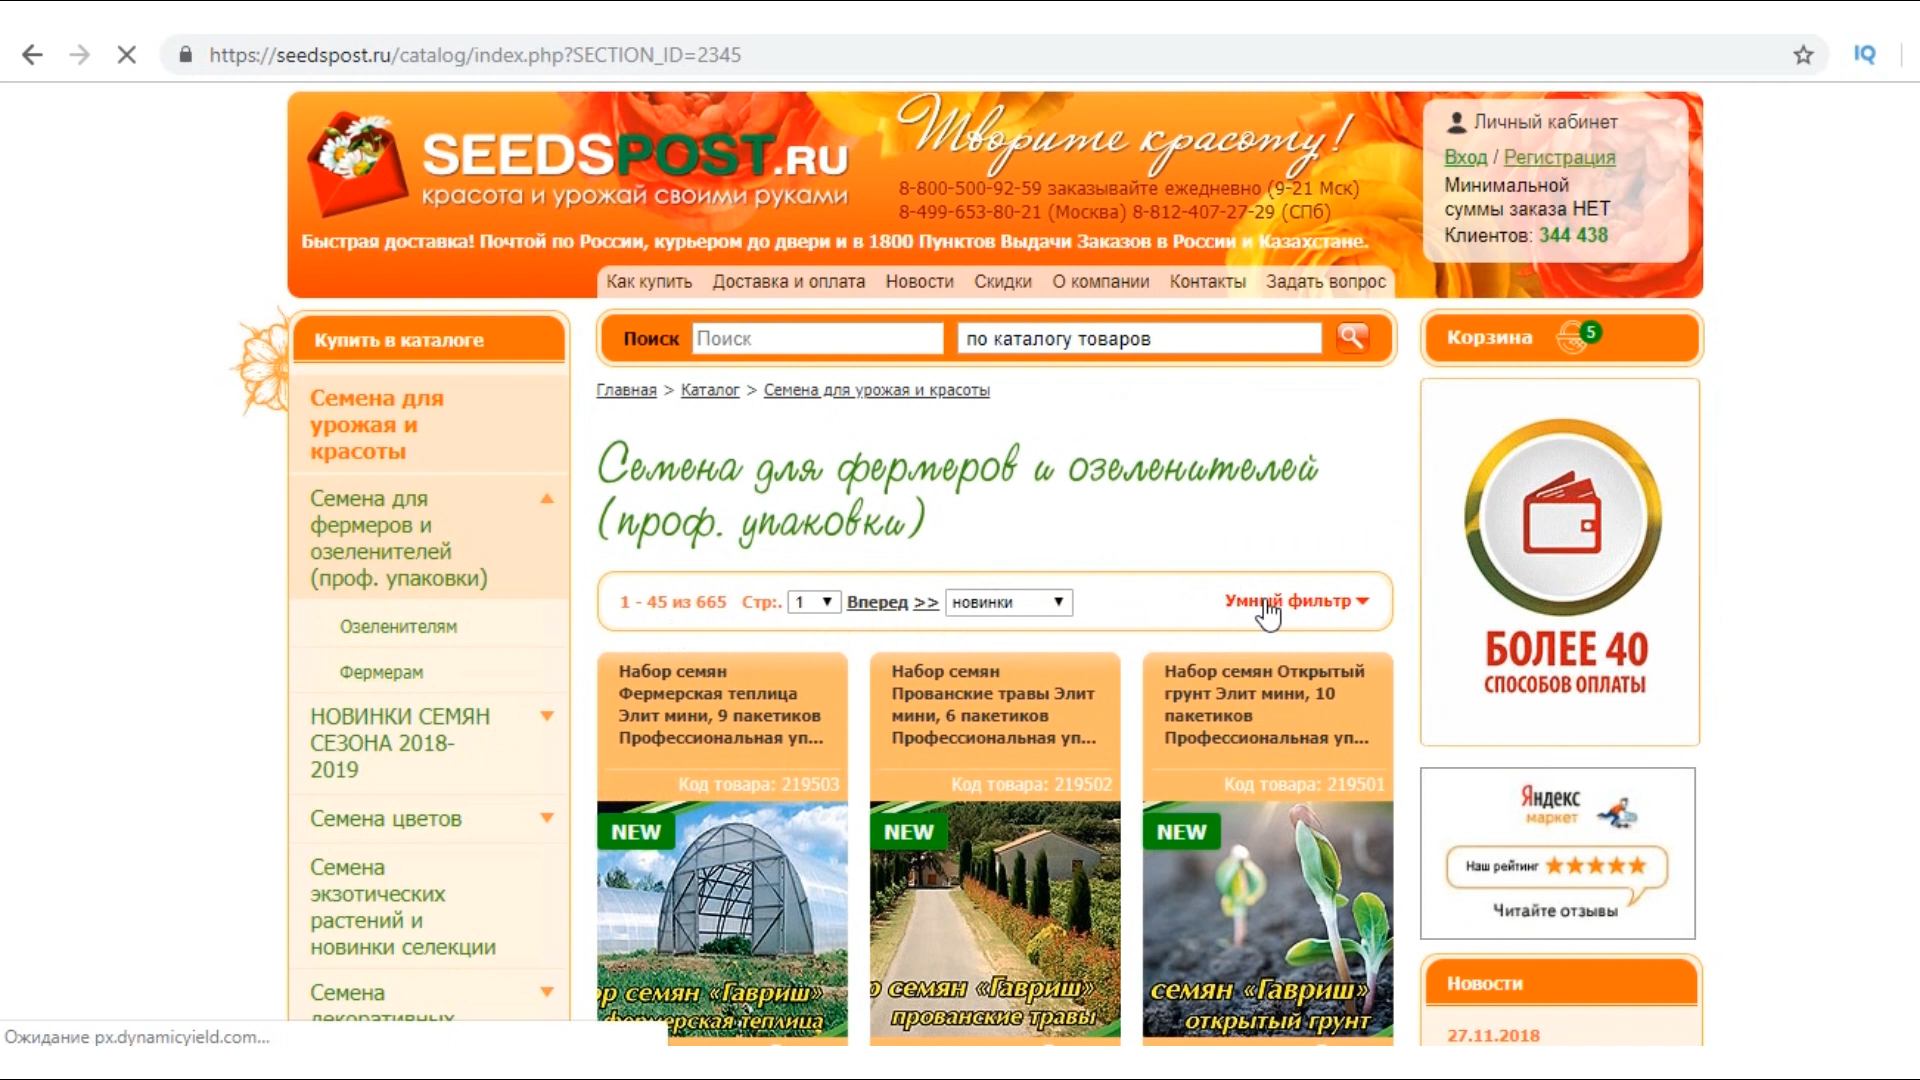 https://seedspost.ru/catalog/index.php?SECTION_ID=2345
IQ
SEEDSPOST.RU
красота и урожай своими руками
Творите красоту!
8-800-500-92-59 заказывайте ежедневно (9-21 Мск)
8-499-653-80-21 (Москва) 8-812-407-27-29 (СПб)
Быстрая доставка! Почтой по России, курьером до двери и в 1800 Пунктов Выдачи Заказов в России и Казахстане.
Личный кабинет
Вход / Регистрация
Минимальной
суммы заказа НЕТ
Клиентов: 344 438
Как купить Доставка и оплата Новости Скидки О компании Контакты Задать вопрос
Купить в каталоге
Семена для
урожая и
красоты
Семена для
фермеров и
озеленителей
(проф. упаковки)
Озеленителям
Фермерам
НОВИНКИ СЕМЯН
СЕЗОНА 2018-
2019
Семена цветов
Семена
экзотических
растений и
новинки селекции
Семена
декоративных
Поиск Поиск по каталогу товаров
Главная > Каталог > Семена для урожая и красоты
Семена для фермеров и озеленителей
(проф. упаковки)
1 - 45 из 665 Стр:. 1 Вперед >> новинки Умный фильтр
Набор семян
Фермерская теплица
Элит мини, 9 пакетиков
Профессиональная уп...
Код товара: 219503
NEW
р семян «Гавриш»
фермерская теплица
Набор семян
Прованские травы Элит
мини, 6 пакетиков
Профессиональная уп...
Код товара: 219502
NEW
р семян «Гавриш»
прованские травы
Набор семян Открытый
грунт Элит мини, 10
пакетиков
Профессиональная уп...
Код товара: 219501
NEW
семян «Гавриш»
открытый грунт
Корзина 5
БОЛЕЕ 40
СПОСОБОВ ОПЛАТЫ
Яндекс
маркет
Наш рейтинг
Читайте отзывы
Новости
27.11.2018
Ожидание px.dynamicyield.com...